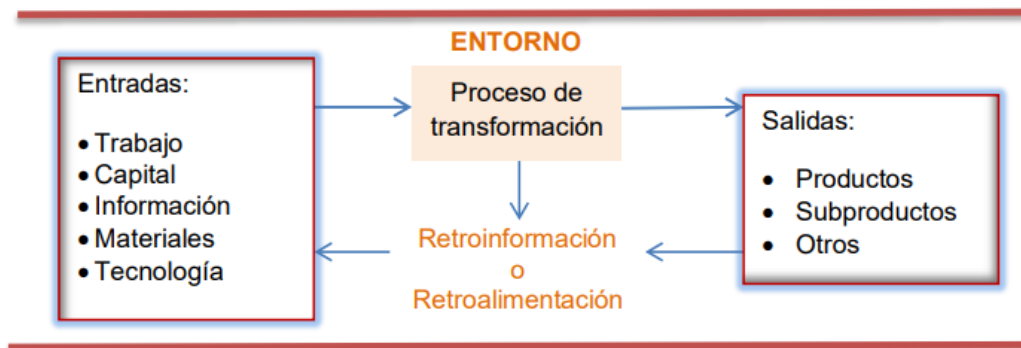 ENTORNO
Entradas:
• Trabajo
• Capital
• Información
• Materiales
• Tecnología
Proceso de
transformación
Salidas:
• Productos
• Subproductos
• Otros
Retroinformación
o
Retroalimentación